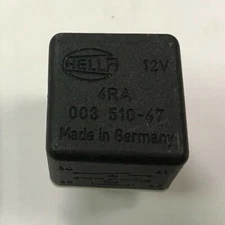 HELLA 12V
4RA
003 510-47
Made in Germany